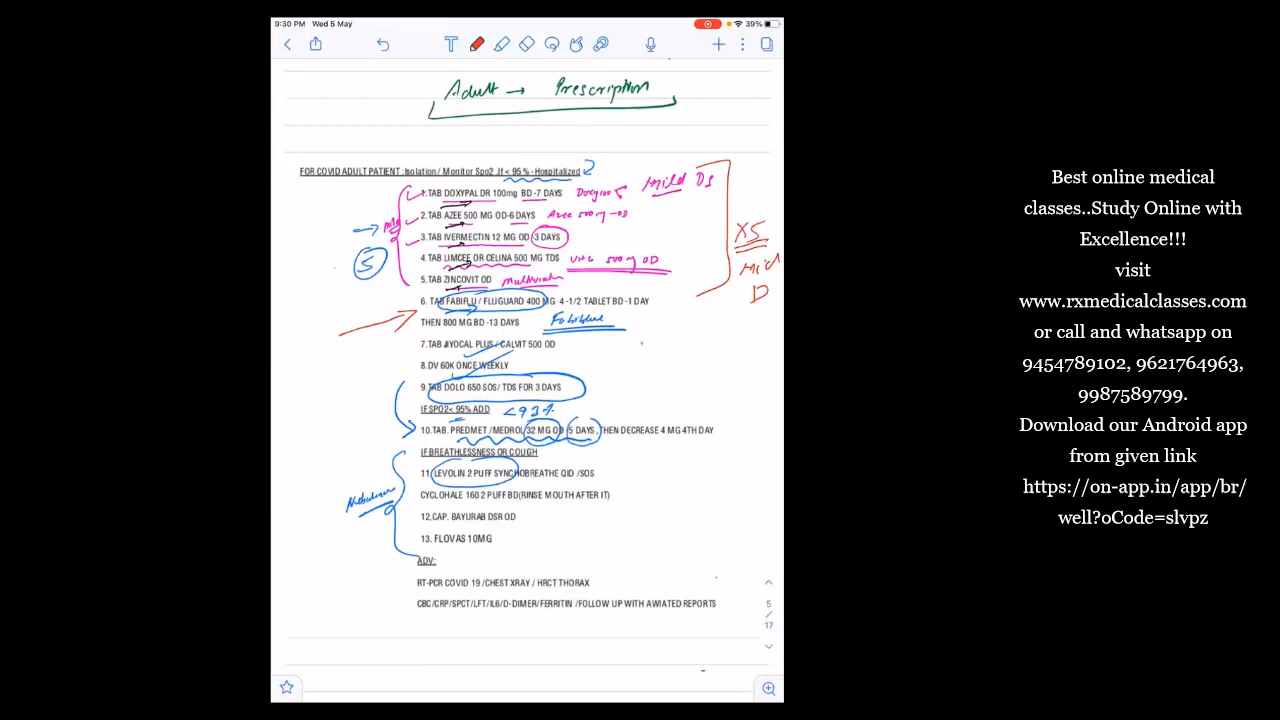 9:30 PM Wed 5 May
39%
Adult → Prescription
FOR COVID ADULT PATIENT :Isolation/ Monitor Spo2 .If < 95 % - Hospitalized
1.TAB DOXYPAL DR 100mg BD -7 DAYS
Mild Ds
2.TAB AZEE 500 MG OD-6 DAYS Azee 500 mg -OD
3.TAB IVERMECTIN 12 MG OD -3 DAYS
X5
5
4.TAB LIMCEE OR CELINA 500 MG TDS Vit C 500 mg OD
5.TAB ZINCOVIT OD
D
6. TAB FABIFLU / FLUGUARD 400 MG 4 -1/2 TABLET BD -1 DAY
THEN 800 MG BD -13 DAYS
7.TAB JIYOCAL PLUS / CALVIT 500 OD
8.DV 60K ONCE WEEKLY
9.TAB DOLO 650 SOS/ TDS FOR 3 DAYS
IF SPO2< 95% ADD
10.TAB. PREDMET /MEDROL 32 MG OD 5 DAYS .THEN DECREASE 4 MG 4TH DAY
IF BREATHLESSNESS OR COUGH
11. LEVOLIN 2 PUFF SYNCHOBREATHE QID /SOS
CYCLOHALE 160 2 PUFF BD(RINSE MOUTH AFTER IT)
12.CAP. BAYURAB DSR OD
13. FLOVAS 10MG
ADV:
RT-PCR COVID 19 /CHEST XRAY / HRCT THORAX
CBC/CRP/SPCT/LFT/IL6/D-DIMER/FERRITIN /FOLLOW UP WITH AWIATED REPORTS
5
/
17
Best online medical
classes..Study Online with
Excellence!!!
visit
www.rxmedicalclasses.com
or call and whatsapp on
9454789102, 9621764963,
9987589799.
Download our Android app
from given link
https://on-app.in/app/br/
well?oCode=slvpz